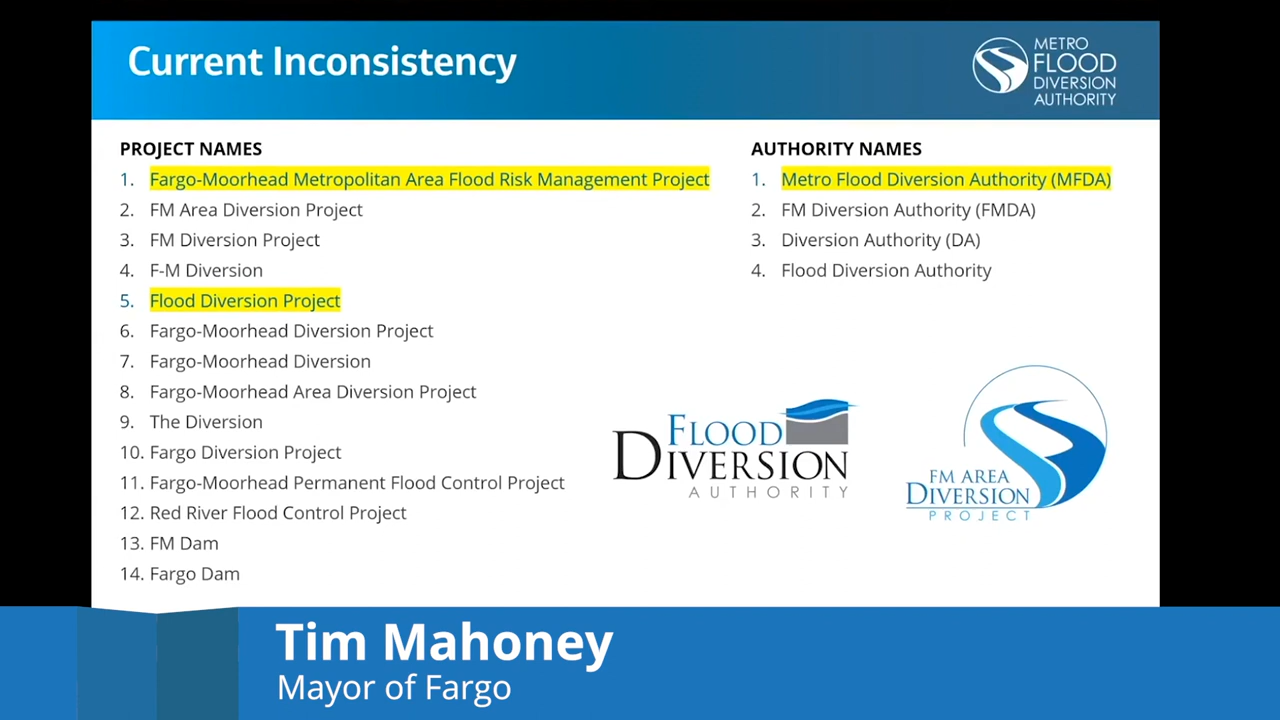 Current Inconsistency
METRO
FLOOD
DIVERSION
AUTHORITY
PROJECT NAMES
1. Fargo-Moorhead Metropolitan Area Flood Risk Management Project
2. FM Area Diversion Project
3. FM Diversion Project
4. F-M Diversion
5. Flood Diversion Project
6. Fargo-Moorhead Diversion Project
7. Fargo-Moorhead Diversion
8. Fargo-Moorhead Area Diversion Project
9. The Diversion
10. Fargo Diversion Project
11. Fargo-Moorhead Permanent Flood Control Project
12. Red River Flood Control Project
13. FM Dam
14. Fargo Dam
AUTHORITY NAMES
1. Metro Flood Diversion Authority (MFDA)
2. FM Diversion Authority (FMDA)
3. Diversion Authority (DA)
4. Flood Diversion Authority
FLOOD
DIVERSION
AUTHORITY
FM AREA
DIVERSION
PROJECT
Tim Mahoney
Mayor of Fargo